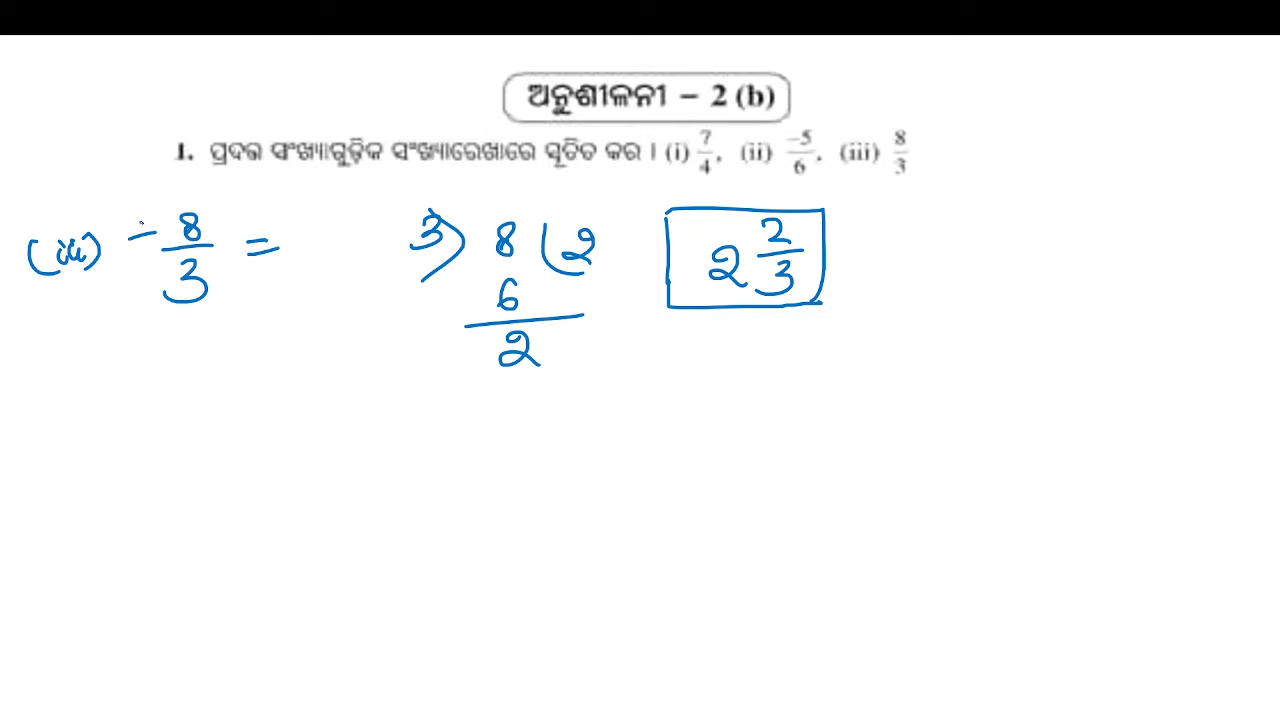 ଅନୁଶୀଳନୀ – 2 (b)
1. ପ୍ରଦତ୍ତ ସଂଖ୍ୟାଗୁଡ଼ିକ ସଂଖ୍ୟାରେଖାରେ ସୂଚିତ କର । (i) 7/4, (ii) -5/6, (iii) 8/3
(iii) - 8/3 = 3) 8 (2 2 2/3
6
2